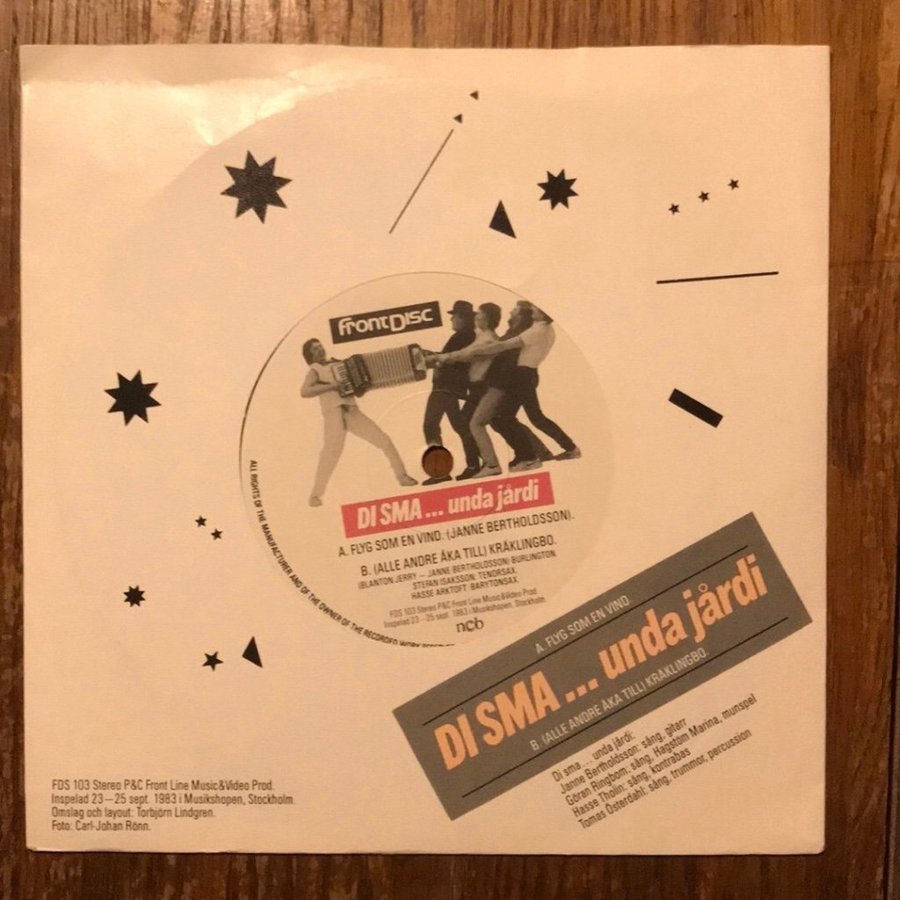 frontDISC
DI SMA ... unda jårdi
A. FLYG SOM EN VIND. (JANNE BERTHOLDSSON).
B. (ALLE ANDRE ÅKA TILL) KRÄKLINGBO.
(BLANTON JERRY – JANNE BERTHOLDSSON) BURLINGTON.
STEFAN ISAKSSON: TENORSAX.
HASSE ARKTOFT: BARYTONSAX.
FDS 103 Stereo P&C Front Line Music&Video Prod.
Inspelad 23–25 sept. 1983 i Musikshopen, Stockholm.
ncb
ALL RIGHTS OF THE MANUFACTURER AND OF THE OWNER OF THE RECORDED WORK
A. FLYG SOM EN VIND.
DI SMA ... unda jårdi
B. (ALLE ANDRE ÅKA TILL) KRÄKLINGBO.
Di sma ... unda jårdi:
Janne Bertholdsson: sång, gitarr
Göran Ringbom: sång, Hagström Marina, munspel
Hasse Tholin: sång, kontrabas
Tomas Österdahl: sång, trummor, percussion
FDS 103 Stereo P&C Front Line Music&Video Prod.
Inspelad 23–25 sept. 1983 i Musikshopen, Stockholm.
Omslag och layout: Torbjörn Lindgren.
Foto: Carl-Johan Rönn.